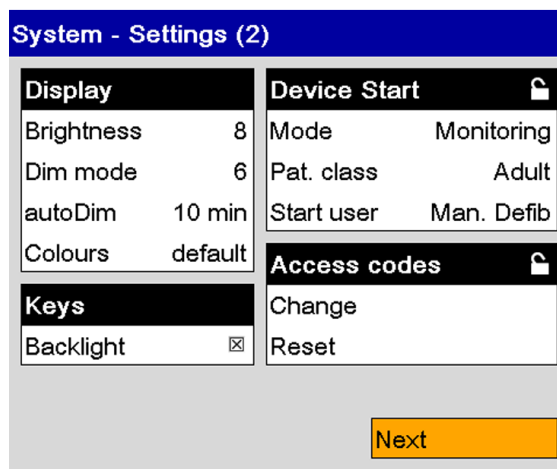 System - Settings (2)
Display
Brightness 8
Dim mode 6
autoDim 10 min
Colours default
Keys
Backlight ☒
Device Start
Mode Monitoring
Pat. class Adult
Start user Man. Defib
Access codes
Change
Reset
Next